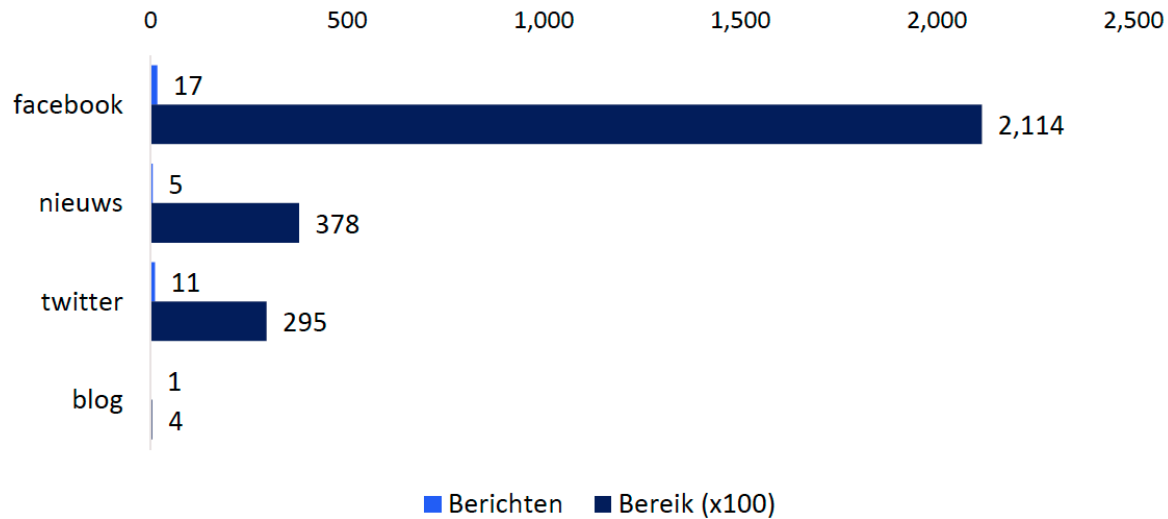 0 500 1,000 1,500 2,000 2,500
17
facebook
2,114
5
nieuws
378
11
twitter
295
1
blog
4
Berichten Bereik (x100)